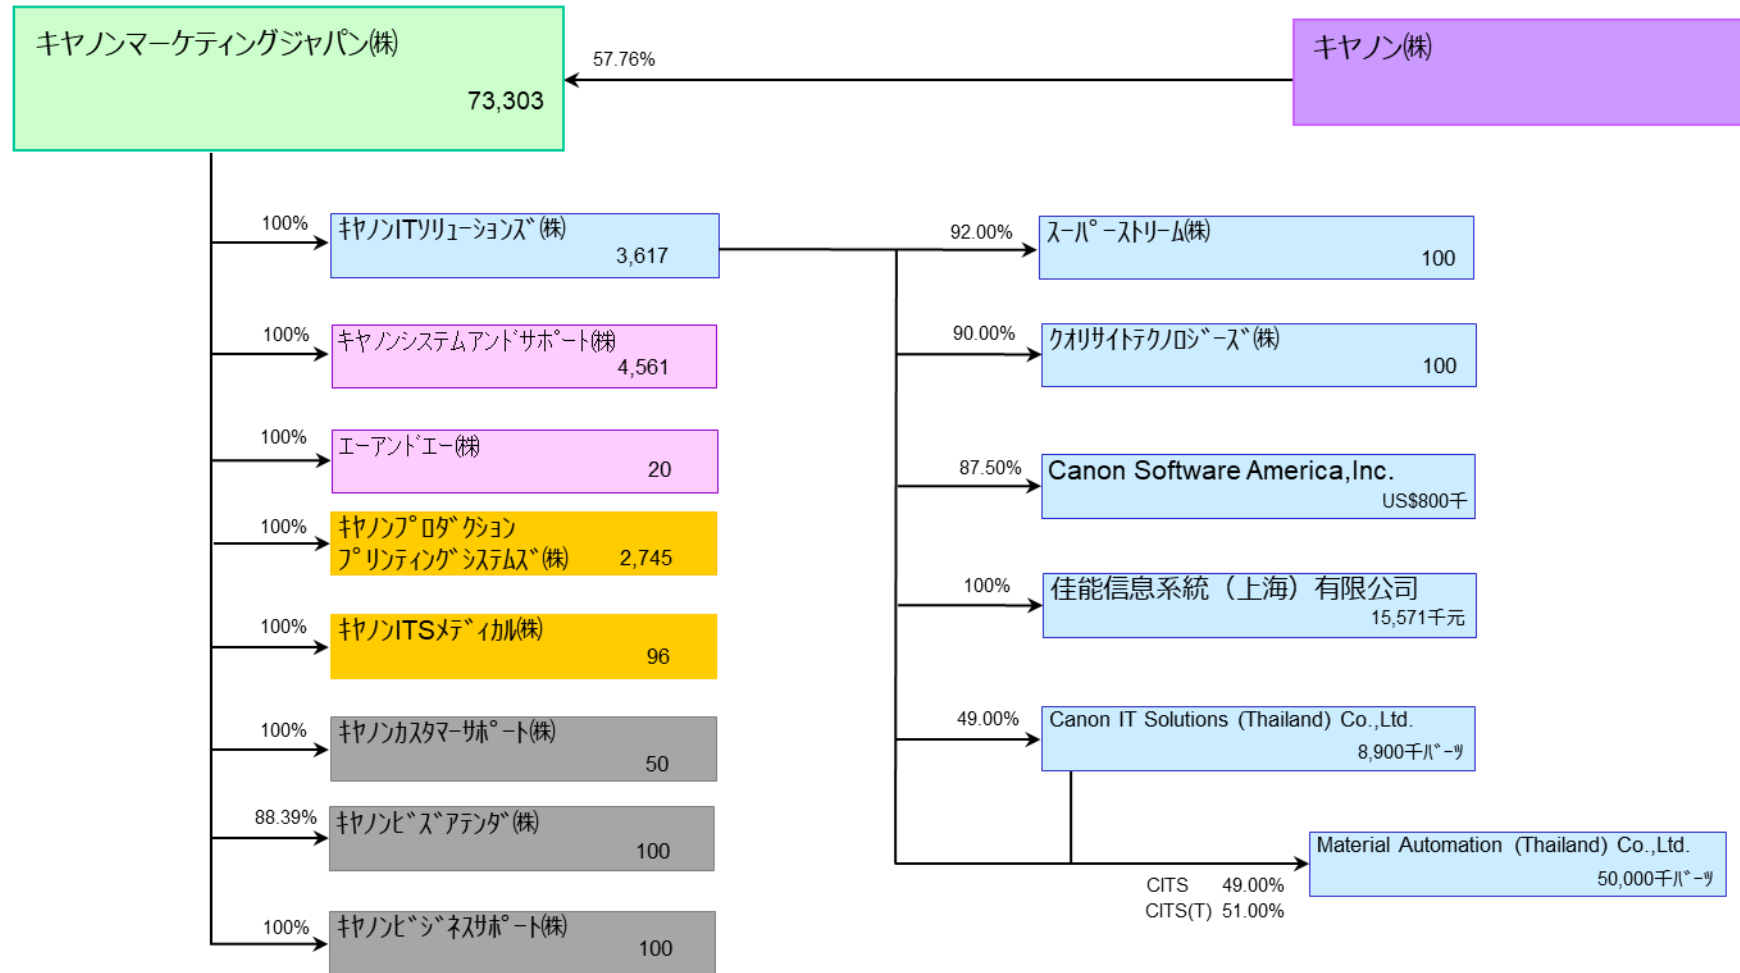 キヤノンマーケティングジャパン㈱
73,303
57.76%
キヤノン㈱
100%
ｷﾔﾉﾝITｿﾘｭｰｼｮﾝｽﾞ㈱
3,617
100%
キヤノンシステムアンドサポート㈱
4,561
100%
エーアンドエー㈱
20
100%
ｷﾔﾉﾝﾌﾟﾛﾀﾞｸｼｮﾝ
ﾌﾟﾘﾝﾃｨﾝｸﾞｼｽﾃﾑｽﾞ㈱ 2,745
100%
ｷﾔﾉﾝITSﾒﾃﾞｨｶﾙ㈱
96
100%
ｷﾔﾉﾝｶｽﾀﾏｰｻﾎﾟｰﾄ㈱
50
88.39%
ｷﾔﾉﾝﾋﾞｽﾞｱﾃﾝﾀﾞ㈱
100
100%
ｷﾔﾉﾝﾋﾞｼﾞﾈｽｻﾎﾟｰﾄ㈱
100
92.00%
ｽｰﾊﾟｰｽﾄﾘｰﾑ㈱
100
90.00%
ｸｵﾘｻｲﾄﾃｸﾉﾛｼﾞｰｽﾞ㈱
100
87.50%
Canon Software America,Inc.
US$800千
100%
佳能信息系統（上海）有限公司
15,571千元
49.00%
Canon IT Solutions (Thailand) Co.,Ltd.
8,900千ﾊﾞｰﾂ
Material Automation (Thailand) Co.,Ltd.
50,000千ﾊﾞｰﾂ
CITS 49.00%
CITS(T) 51.00%